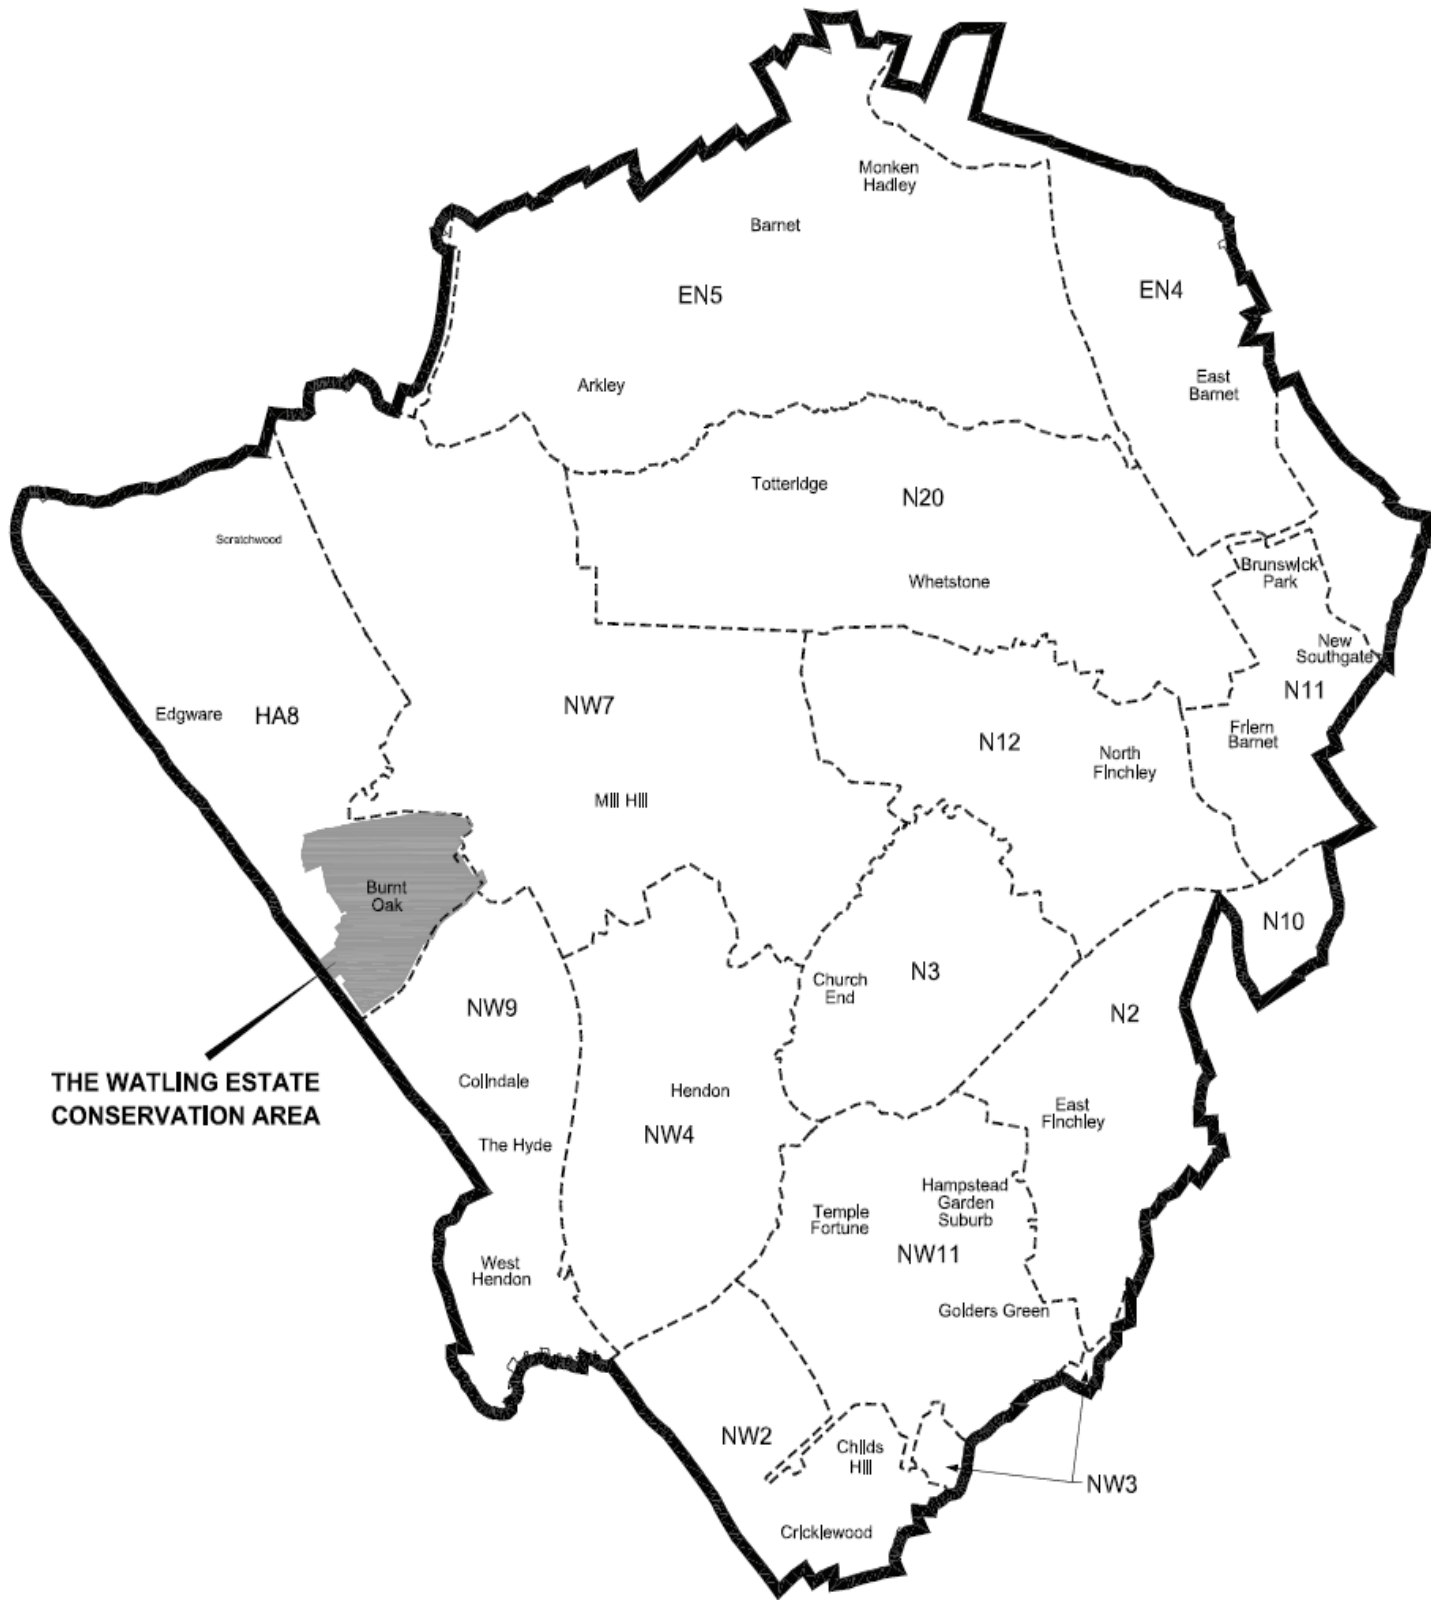 Monken
Hadley
Barnet
EN5
EN4
Arkley
East
Barnet
Totteridge
N20
Scratchwood
Whetstone
Brunswick
Park
New
Southgate
N11
Edgware
HA8
NW7
N12
North
Finchley
Friern
Barnet
Mill Hill
Burnt
Oak
N10
Church
End
N3
NW9
N2
THE WATLING ESTATE
CONSERVATION AREA
Colindale
Hendon
East
Finchley
The Hyde
NW4
Hampstead
Garden
Suburb
Temple
Fortune
NW11
West
Hendon
Golders Green
NW2
Childs
Hill
NW3
Cricklewood